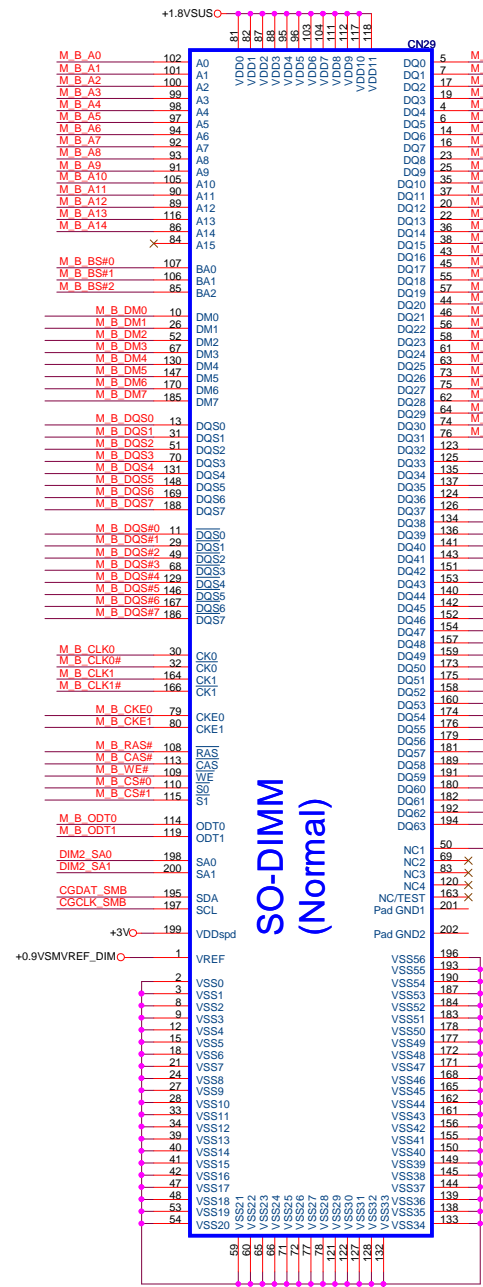 +1.8VSUS
81 82 87 88 95 96 103 104 111 112 117 118
CN29
VDD0 VDD1 VDD2 VDD3 VDD4 VDD5 VDD6 VDD7 VDD8 VDD9 VDD10 VDD11
M_B_A0 102 A0
M_B_A1 101 A1
M_B_A2 100 A2
M_B_A3 99 A3
M_B_A4 98 A4
M_B_A5 97 A5
M_B_A6 94 A6
M_B_A7 92 A7
M_B_A8 93 A8
M_B_A9 91 A9
M_B_A10 105 A10
M_B_A11 90 A11
M_B_A12 89 A12
M_B_A13 116 A13
M_B_A14 86 A14
84 A15
M_B_BS#0 107 BA0
M_B_BS#1 106 BA1
M_B_BS#2 85 BA2
M_B_DM0 10 DM0
M_B_DM1 26 DM1
M_B_DM2 52 DM2
M_B_DM3 67 DM3
M_B_DM4 130 DM4
M_B_DM5 147 DM5
M_B_DM6 170 DM6
M_B_DM7 185 DM7
M_B_DQS0 13 DQS0
M_B_DQS1 31 DQS1
M_B_DQS2 51 DQS2
M_B_DQS3 70 DQS3
M_B_DQS4 131 DQS4
M_B_DQS5 148 DQS5
M_B_DQS6 169 DQS6
M_B_DQS7 188 DQS7
M_B_DQS#0 11 DQS0
M_B_DQS#1 29 DQS1
M_B_DQS#2 49 DQS2
M_B_DQS#3 68 DQS3
M_B_DQS#4 129 DQS4
M_B_DQS#5 146 DQS5
M_B_DQS#6 167 DQS6
M_B_DQS#7 186 DQS7
M_B_CLK0 30 CK0
M_B_CLK0# 32 CK0
M_B_CLK1 164 CK1
M_B_CLK1# 166 CK1
M_B_CKE0 79 CKE0
M_B_CKE1 80 CKE1
M_B_RAS# 108 RAS
M_B_CAS# 113 CAS
M_B_WE# 109 WE
M_B_CS#0 110 S0
M_B_CS#1 115 S1
M_B_ODT0 114 ODT0
M_B_ODT1 119 ODT1
DIM2_SA0 198 SA0
DIM2_SA1 200 SA1
CGDAT_SMB 195 SDA
CGCLK_SMB 197 SCL
+3V 199 VDDspd
+0.9VSMVREF_DIM 1 VREF
2 VSS0
3 VSS1
8 VSS2
9 VSS3
12 VSS4
15 VSS5
18 VSS6
21 VSS7
24 VSS8
27 VSS9
28 VSS10
33 VSS11
34 VSS12
39 VSS13
40 VSS14
41 VSS15
42 VSS16
47 VSS17
48 VSS18
53 VSS19
54 VSS20
SO-DIMM
(Normal)
DQ0 5 M
DQ1 7 M
DQ2 17 M
DQ3 19 M
DQ4 4 M
DQ5 6 M
DQ6 14 M
DQ7 16 M
DQ8 23 M
DQ9 25 M
DQ10 35 M
DQ11 37 M
DQ12 20 M
DQ13 22 M
DQ14 36 M
DQ15 38 M
DQ16 43 M
DQ17 45 M
DQ18 55 M
DQ19 57 M
DQ20 44 M
DQ21 46 M
DQ22 56 M
DQ23 58 M
DQ24 61 M
DQ25 63 M
DQ26 73 M
DQ27 75 M
DQ28 62 M
DQ29 64 M
DQ30 74 M
DQ31 76 M
DQ32 123
DQ33 125
DQ34 135
DQ35 137
DQ36 124
DQ37 126
DQ38 134
DQ39 136
DQ40 141
DQ41 143
DQ42 151
DQ43 153
DQ44 140
DQ45 142
DQ46 152
DQ47 154
DQ48 157
DQ49 159
DQ50 173
DQ51 175
DQ52 158
DQ53 160
DQ54 174
DQ55 176
DQ56 179
DQ57 181
DQ58 189
DQ59 191
DQ60 180
DQ61 182
DQ62 192
DQ63 194
NC1 50
NC2 69
NC3 83
NC4 120
NC/TEST 163
Pad GND1 201
Pad GND2 202
VSS56 196
VSS55 193
VSS54 190
VSS53 187
VSS52 184
VSS51 183
VSS50 178
VSS49 177
VSS48 172
VSS47 171
VSS46 168
VSS45 165
VSS44 162
VSS43 161
VSS42 156
VSS41 155
VSS40 150
VSS39 149
VSS38 145
VSS37 144
VSS36 139
VSS35 138
VSS34 133
VSS21 VSS22 VSS23 VSS24 VSS25 VSS26 VSS27 VSS28 VSS29 VSS30 VSS31 VSS32 VSS33
59 60 65 66 71 72 77 78 121 122 127 128 132